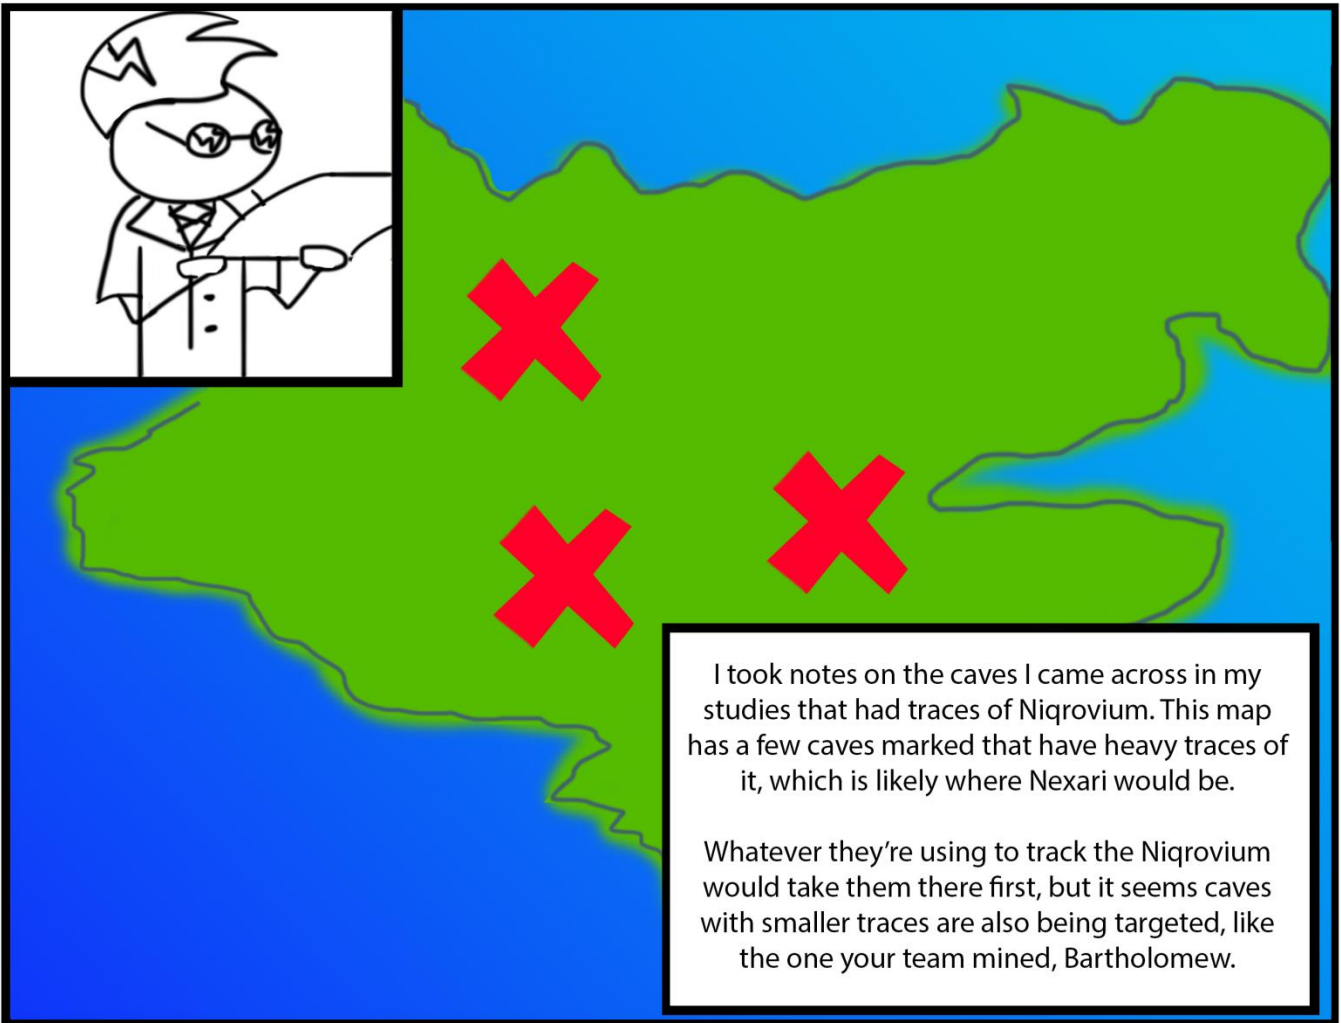 I took notes on the caves I came across in my
studies that had traces of Niqrovium. This map
has a few caves marked that have heavy traces of
it, which is likely where Nexari would be.
Whatever they’re using to track the Niqrovium
would take them there first, but it seems caves
with smaller traces are also being targeted, like
the one your team mined, Bartholomew.